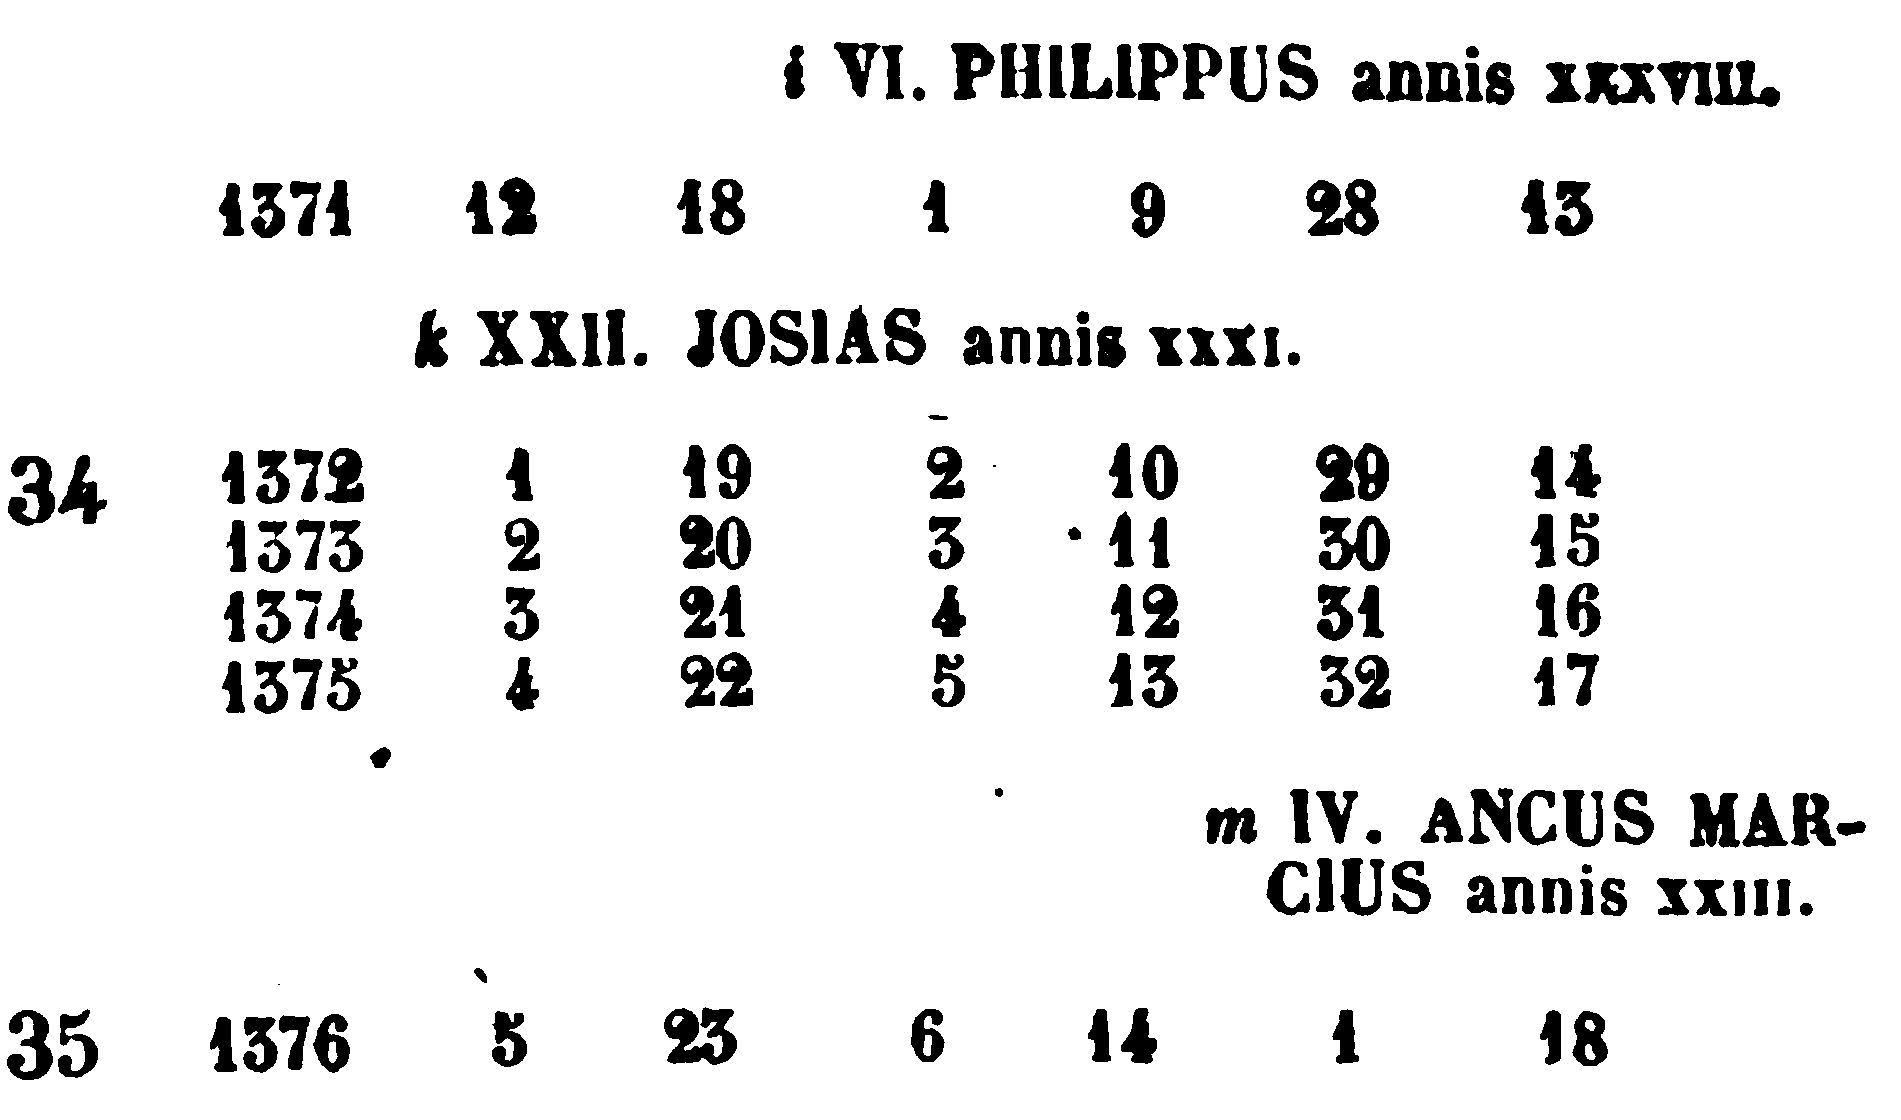 i VI. PHILIPPUS annis XXXVIII.
1371 12 18 1 9 28 13
k XXII. JOSIAS annis XXXI.
34 1372 1 19 2 10 29 14
1373 2 20 3 11 30 15
1374 3 21 4 12 31 16
1375 4 22 5 13 32 17
m IV. ANCUS MAR-
CIUS annis XXIII.
35 1376 5 23 6 14 1 18